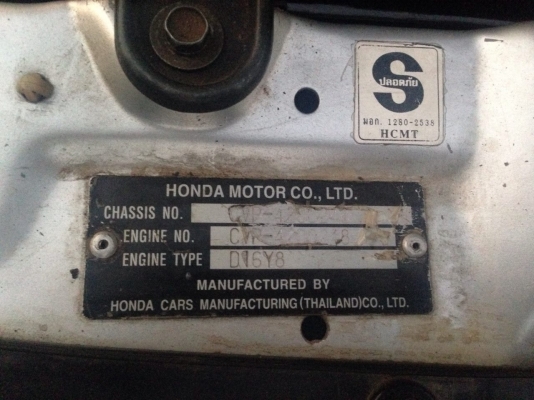 S
ปลอดภัย
มอก. 1280-2538
HCMT
HONDA MOTOR CO., LTD.
CHASSIS NO.
ENGINE NO.
ENGINE TYPE D16Y8
MANUFACTURED BY
HONDA CARS MANUFACTURING (THAILAND) CO., LTD.